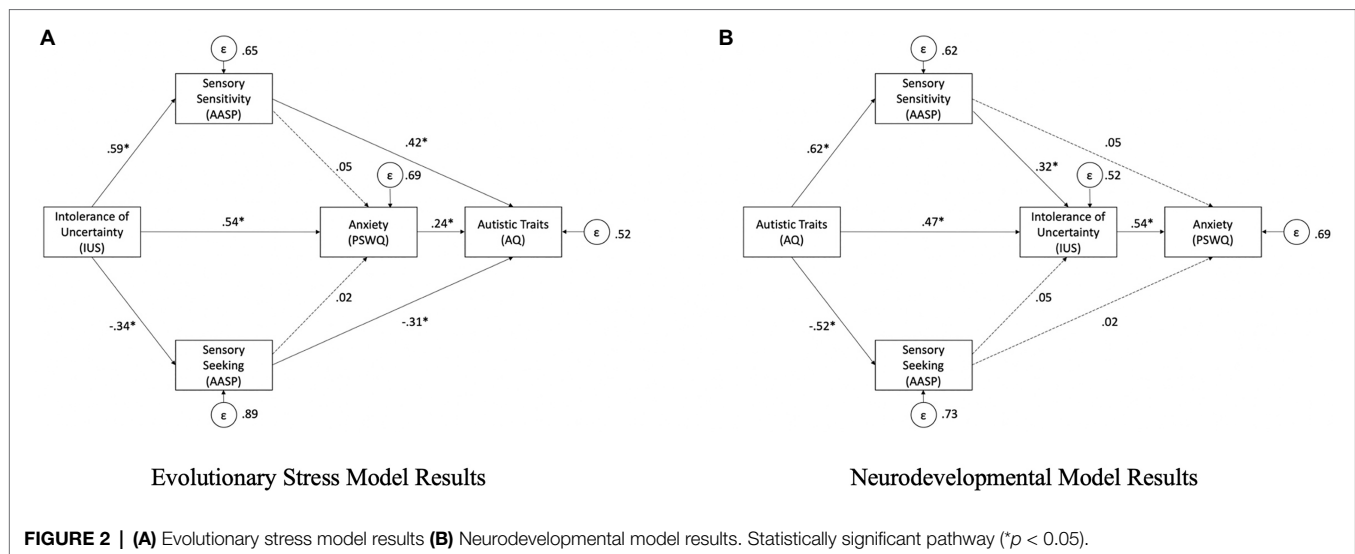 A
ε
.65
Sensory
Sensitivity
(AASP)
.59*
.42*
.05
ε
.69
Intolerance of
Uncertainty
(IUS)
.54*
Anxiety
(PSWQ)
.24*
Autistic Traits
(AQ)
ε
.52
.02
-.34*
-.31*
Sensory
Seeking
(AASP)
ε
.89
Evolutionary Stress Model Results
B
ε
.62
Sensory
Sensitivity
(AASP)
.62*
.05
.32*
ε
.52
Autistic Traits
(AQ)
.47*
Intolerance of
Uncertainty
(IUS)
.54*
Anxiety
(PSWQ)
ε
.69
.05
-.52*
.02
Sensory
Seeking
(AASP)
ε
.73
Neurodevelopmental Model Results
FIGURE 2 | (A) Evolutionary stress model results (B) Neurodevelopmental model results. Statistically significant pathway (*p < 0.05).